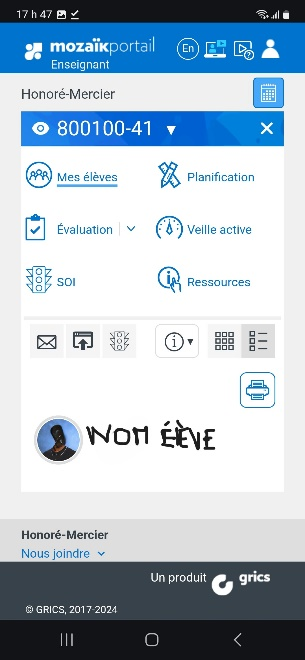 17 h 47
mozaïkportail
Enseignant
En
Honoré-Mercier
800100-41
Mes élèves
Planification
Évaluation
Veille active
SOI
Ressources
NOM ÉLÈVE
Honoré-Mercier
Nous joindre
Un produit grics
© GRICS, 2017-2024